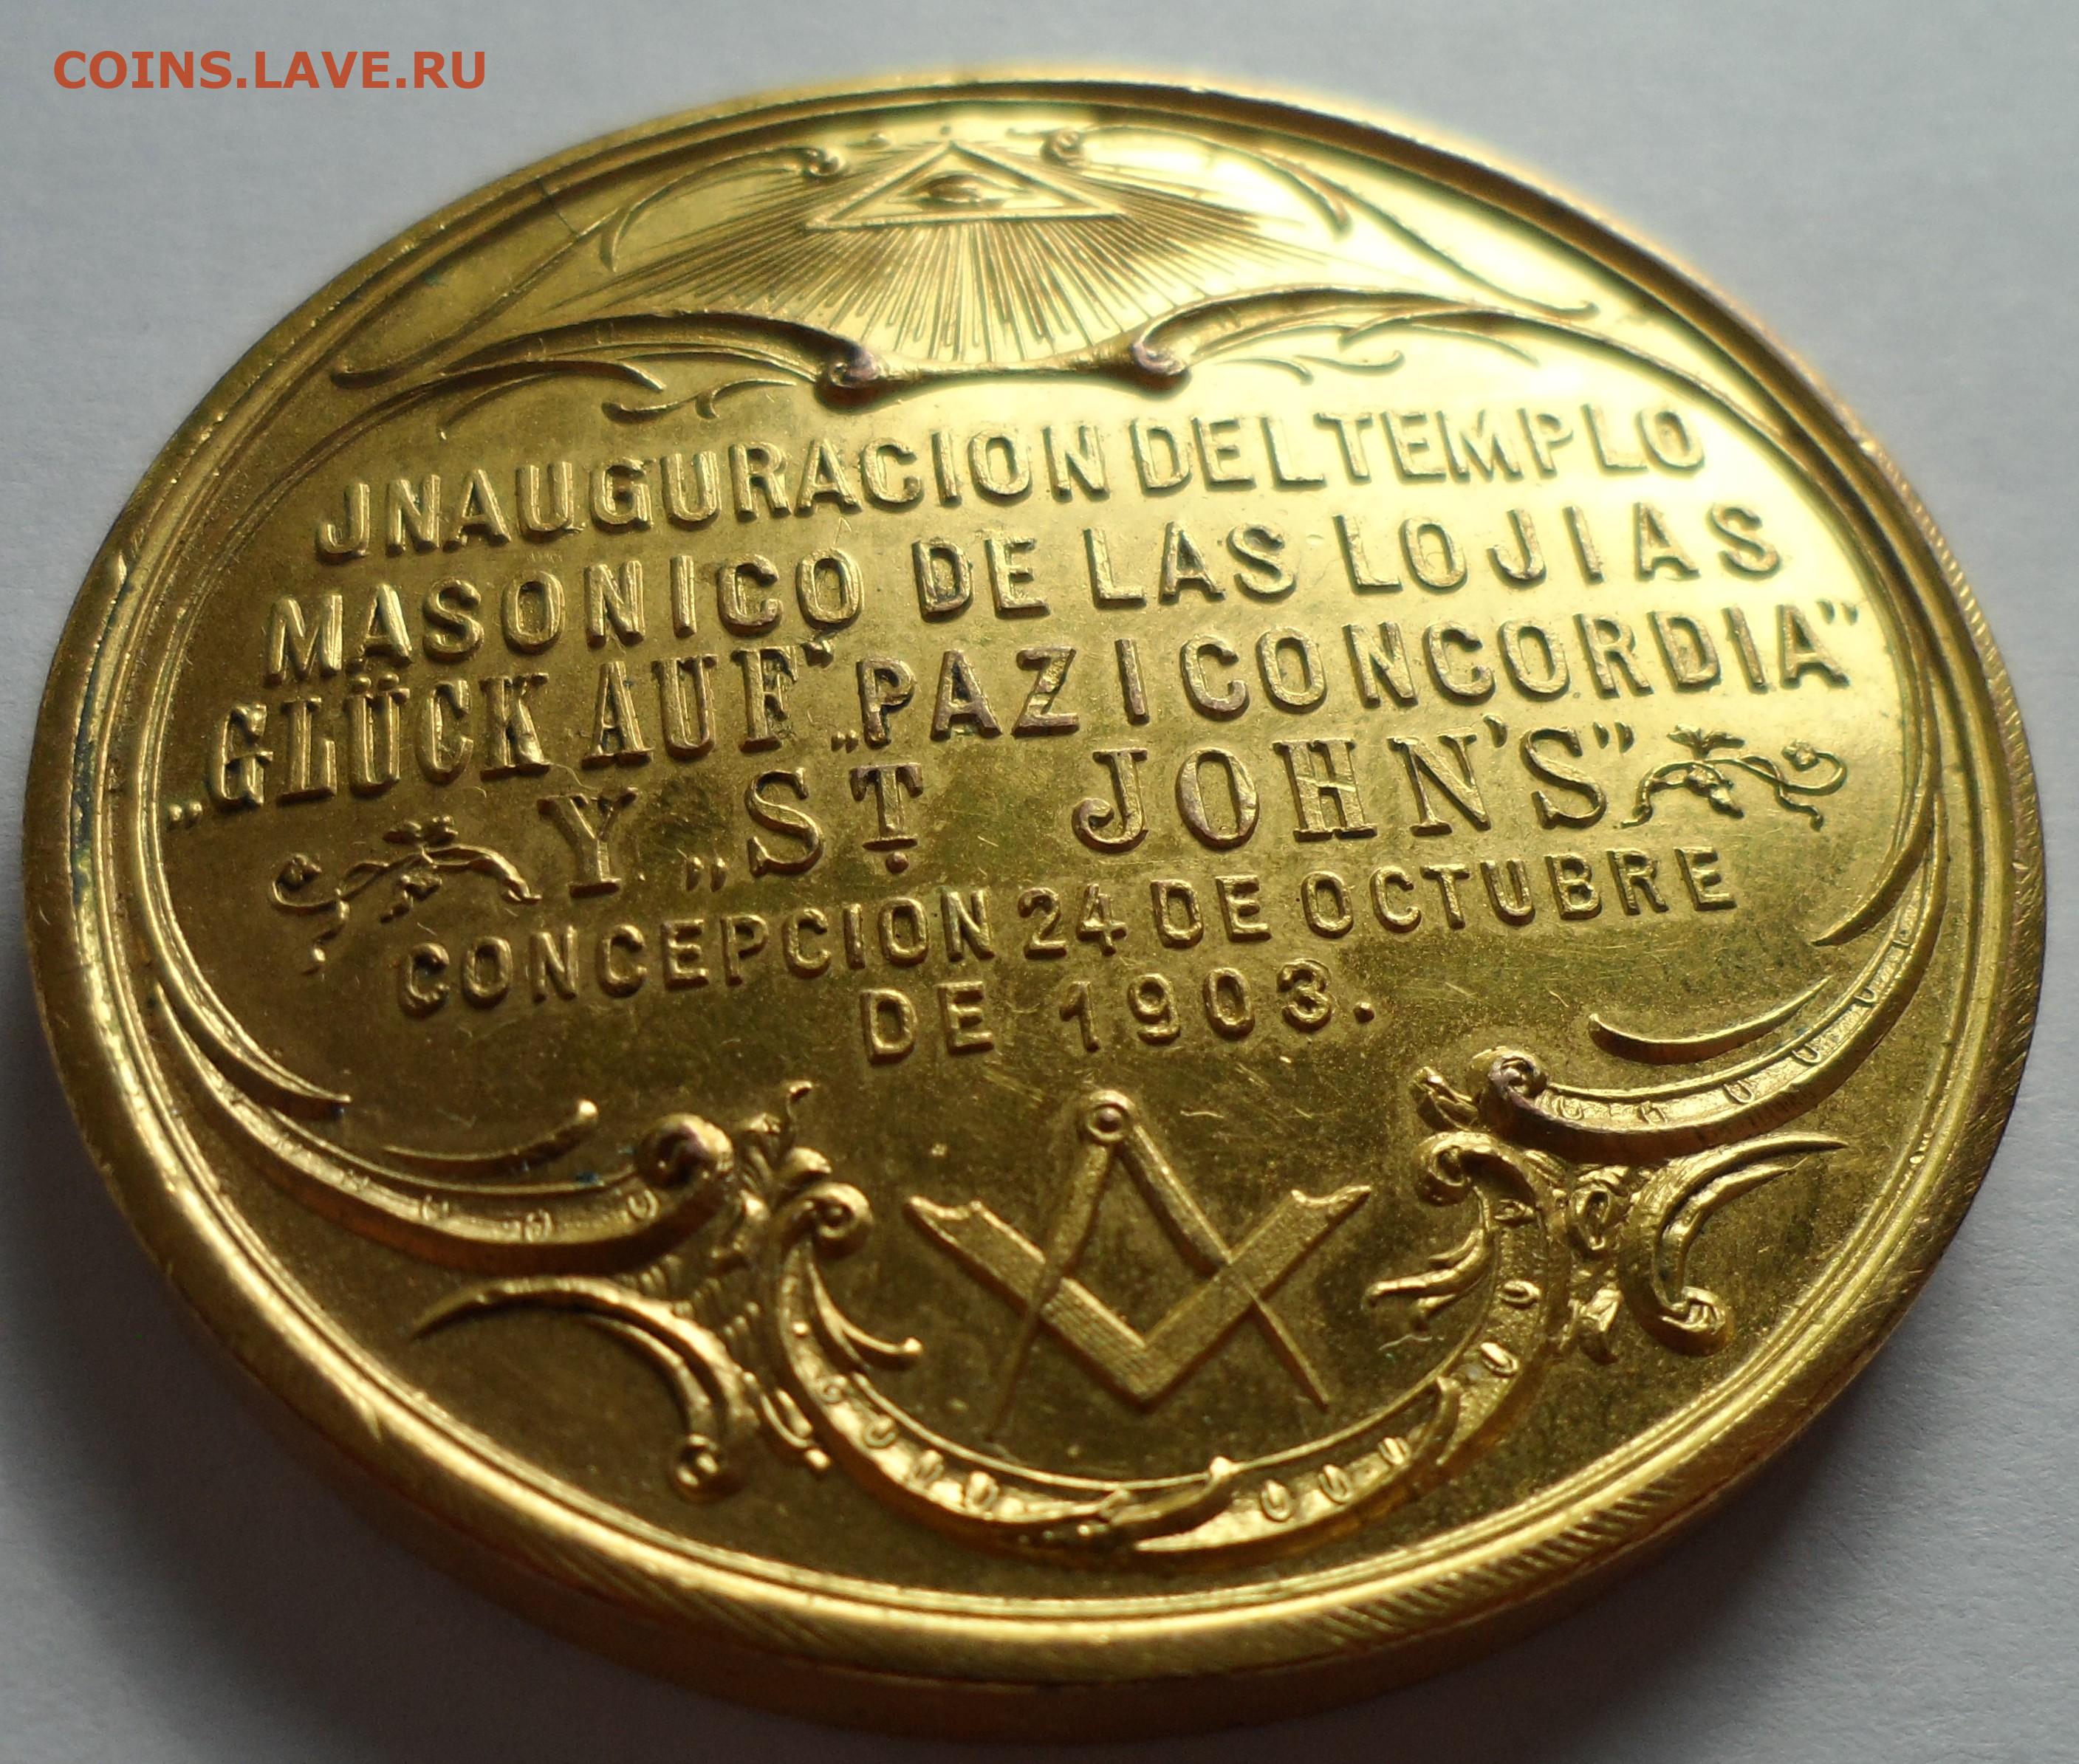 COINS.LAVE.RU
JNAUGURACION DEL TEMPLO
MASONICO DE LAS LOJIAS
„GLÜCK AUF" „PAZ I CONCORDIA"
Y „ST. JOHN'S"
CONCEPCION 24 DE OCTUBRE
DE 1903.